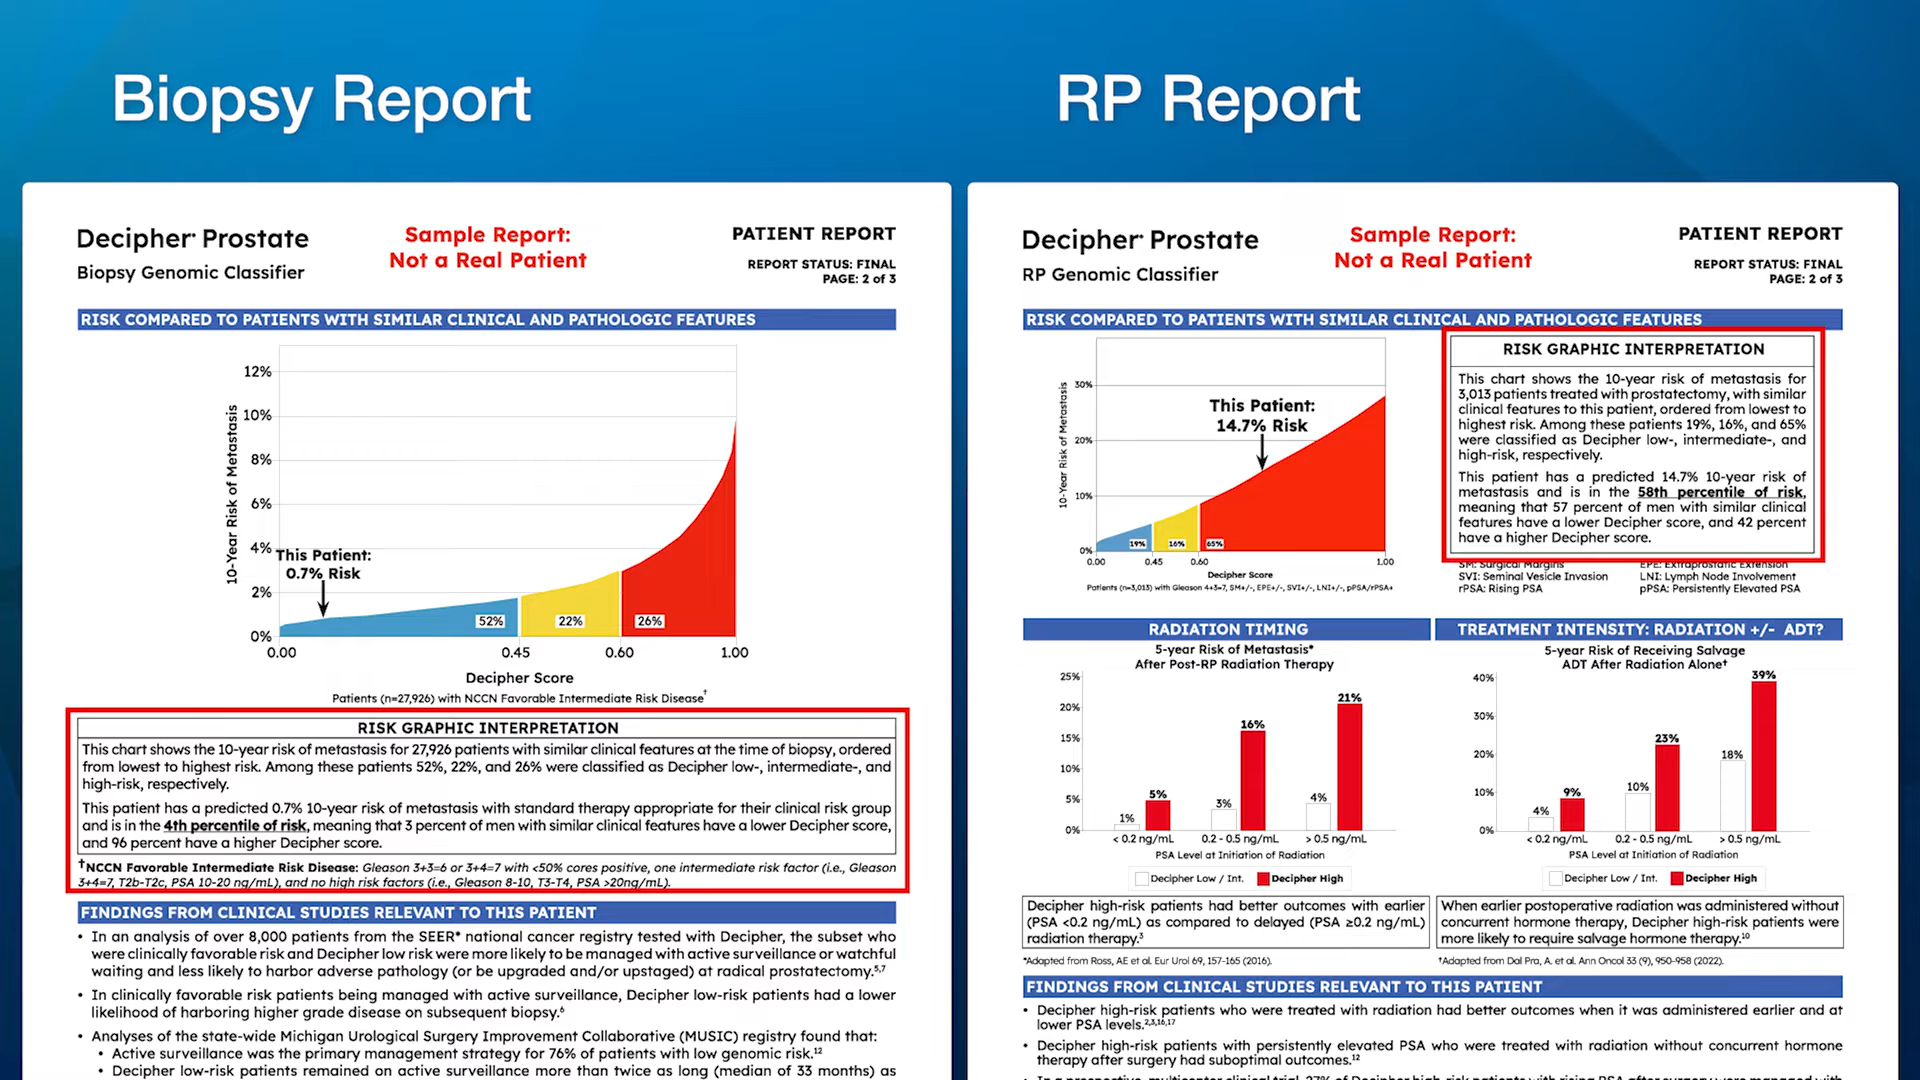 Biopsy Report
Decipher Prostate
Biopsy Genomic Classifier
Sample Report:
Not a Real Patient
PATIENT REPORT
REPORT STATUS: FINAL
PAGE: 2 of 3
RISK COMPARED TO PATIENTS WITH SIMILAR CLINICAL AND PATHOLOGIC FEATURES
10-Year Risk of Metastasis
12%
10%
8%
6%
4%
2%
0%
This Patient:
0.7% Risk
52%
22%
26%
0.00
0.45
0.60
1.00
Decipher Score
Patients (n=27,926) with NCCN Favorable Intermediate Risk Disease†
RISK GRAPHIC INTERPRETATION
This chart shows the 10-year risk of metastasis for 27,926 patients with similar clinical features at the time of biopsy, ordered
from lowest to highest risk. Among these patients 52%, 22%, and 26% were classified as Decipher low-, intermediate-, and
high-risk, respectively.
This patient has a predicted 0.7% 10-year risk of metastasis with standard therapy appropriate for their clinical risk group
and is in the 4th percentile of risk, meaning that 3 percent of men with similar clinical features have a lower Decipher score,
and 96 percent have a higher Decipher score.
†NCCN Favorable Intermediate Risk Disease: Gleason 3+3=6 or 3+4=7 with <50% cores positive, one intermediate risk factor (i.e., Gleason
3+4=7, T2b-T2c, PSA 10-20 ng/mL), and no high risk factors (i.e., Gleason 8-10, T3-T4, PSA >20ng/mL).
FINDINGS FROM CLINICAL STUDIES RELEVANT TO THIS PATIENT
• In an analysis of over 8,000 patients from the SEER* national cancer registry tested with Decipher, the subset who
were clinically favorable risk and Decipher low risk were more likely to be managed with active surveillance or watchful
waiting and less likely to harbor adverse pathology (or be upgraded and/or upstaged) at radical prostatectomy.5,7
• In clinically favorable risk patients being managed with active surveillance, Decipher low-risk patients had a lower
likelihood of harboring higher grade disease on subsequent biopsy.6
• Analyses of the state-wide Michigan Urological Surgery Improvement Collaborative (MUSIC) registry found that:
• Active surveillance was the primary management strategy for 76% of patients with low genomic risk.12
• Decipher low-risk patients remained on active surveillance more than twice as long (median of 33 months) as
RP Report
Decipher Prostate
RP Genomic Classifier
Sample Report:
Not a Real Patient
PATIENT REPORT
REPORT STATUS: FINAL
PAGE: 2 of 3
RISK COMPARED TO PATIENTS WITH SIMILAR CLINICAL AND PATHOLOGIC FEATURES
10-Year Risk of Metastasis
30%
20%
10%
0%
This Patient:
14.7% Risk
19%
16%
65%
0.00
0.45
0.60
1.00
Decipher Score
Patients (n=3,013) with Gleason 4+3=7, SM+/-, EPE+/-, SVI+/-, LNI+/-, pPSA/rPSA+
RISK GRAPHIC INTERPRETATION
This chart shows the 10-year risk of metastasis for
3,013 patients treated with prostatectomy, with similar
clinical features to this patient, ordered from lowest to
highest risk. Among these patients 19%, 16%, and 65%
were classified as Decipher low-, intermediate-, and
high-risk, respectively.
This patient has a predicted 14.7% 10-year risk of
metastasis and is in the 58th percentile of risk,
meaning that 57 percent of men with similar clinical
features have a lower Decipher score, and 42 percent
have a higher Decipher score.
SM: Surgical Margins
EPE: Extraprostatic Extension
SVI: Seminal Vesicle Invasion
LNI: Lymph Node Involvement
rPSA: Rising PSA
pPSA: Persistently Elevated PSA
RADIATION TIMING
5-year Risk of Metastasis*
After Post-RP Radiation Therapy
25%
20%
15%
10%
5%
0%
1%
5%
3%
16%
4%
21%
< 0.2 ng/mL
0.2 - 0.5 ng/mL
> 0.5 ng/mL
PSA Level at Initiation of Radiation
Decipher Low / Int.
Decipher High
Decipher high-risk patients had better outcomes with earlier
(PSA <0.2 ng/mL) as compared to delayed (PSA ≥0.2 ng/mL)
radiation therapy.3
*Adapted from Ross, AE et al. Eur Urol 69, 157-165 (2016).
TREATMENT INTENSITY: RADIATION +/- ADT?
5-year Risk of Receiving Salvage
ADT After Radiation Alone†
40%
30%
20%
10%
0%
4%
9%
10%
23%
18%
39%
< 0.2 ng/mL
0.2 - 0.5 ng/mL
> 0.5 ng/mL
PSA Level at Initiation of Radiation
Decipher Low / Int.
Decipher High
When earlier postoperative radiation was administered without
concurrent hormone therapy, Decipher high-risk patients were
more likely to require salvage hormone therapy.10
†Adapted from Dal Pra, A. et al. Ann Oncol 33 (9), 950-958 (2022).
FINDINGS FROM CLINICAL STUDIES RELEVANT TO THIS PATIENT
• Decipher high-risk patients who were treated with radiation had better outcomes when it was administered earlier and at
lower PSA levels.2,3,16,17
• Decipher high-risk patients with persistently elevated PSA who were treated with radiation without concurrent hormone
therapy after surgery had suboptimal outcomes.12